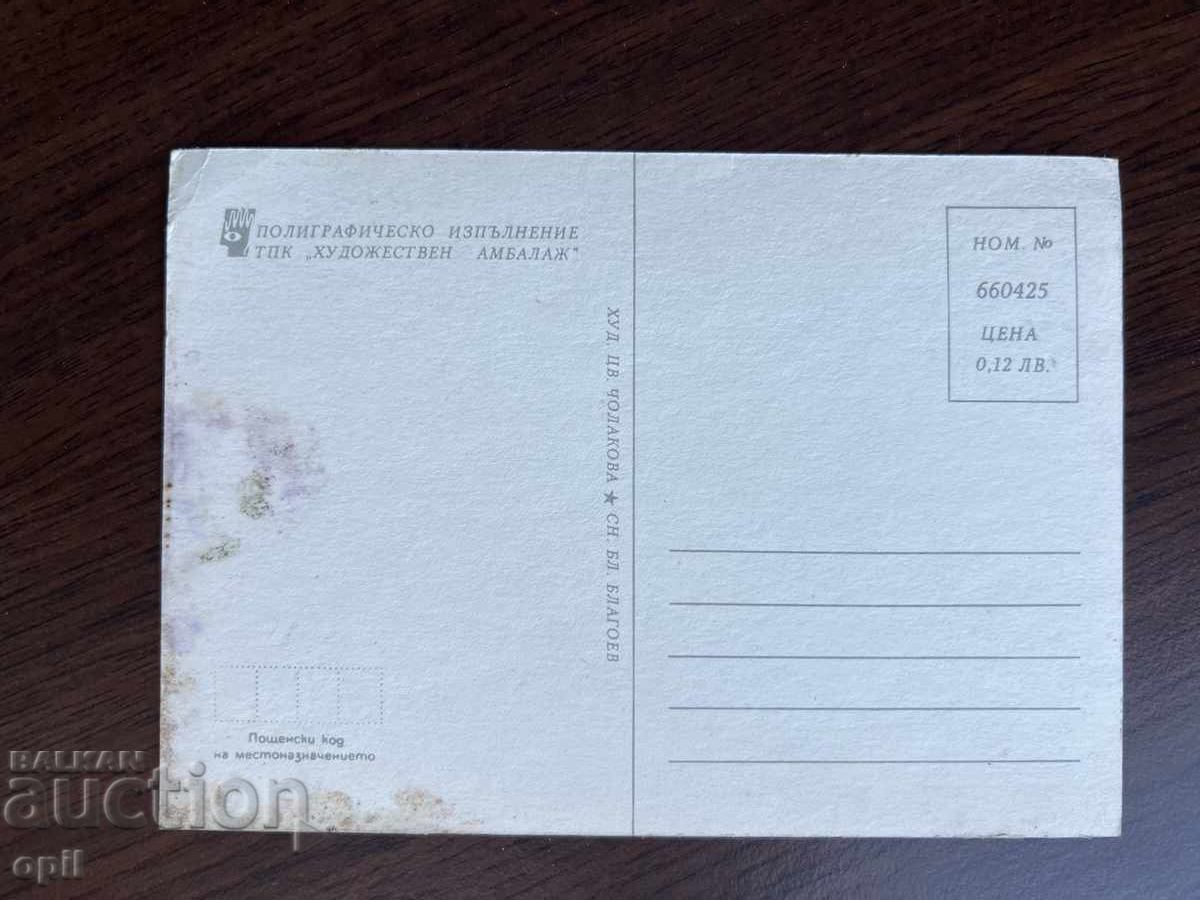 ПОЛИГРАФИЧЕСКО ИЗПЪЛНЕНИЕ
ТПК „ХУДОЖЕСТВЕН АМБАЛАЖ"
ХУД. ЦВ. ЧОЛАКОВА ★ СН. БЛ. БЛАГОЕВ
НОМ. №
660425
ЦЕНА
0,12 ЛВ.
Пощенски код
на местоназначението
BALKAN
auction
opil